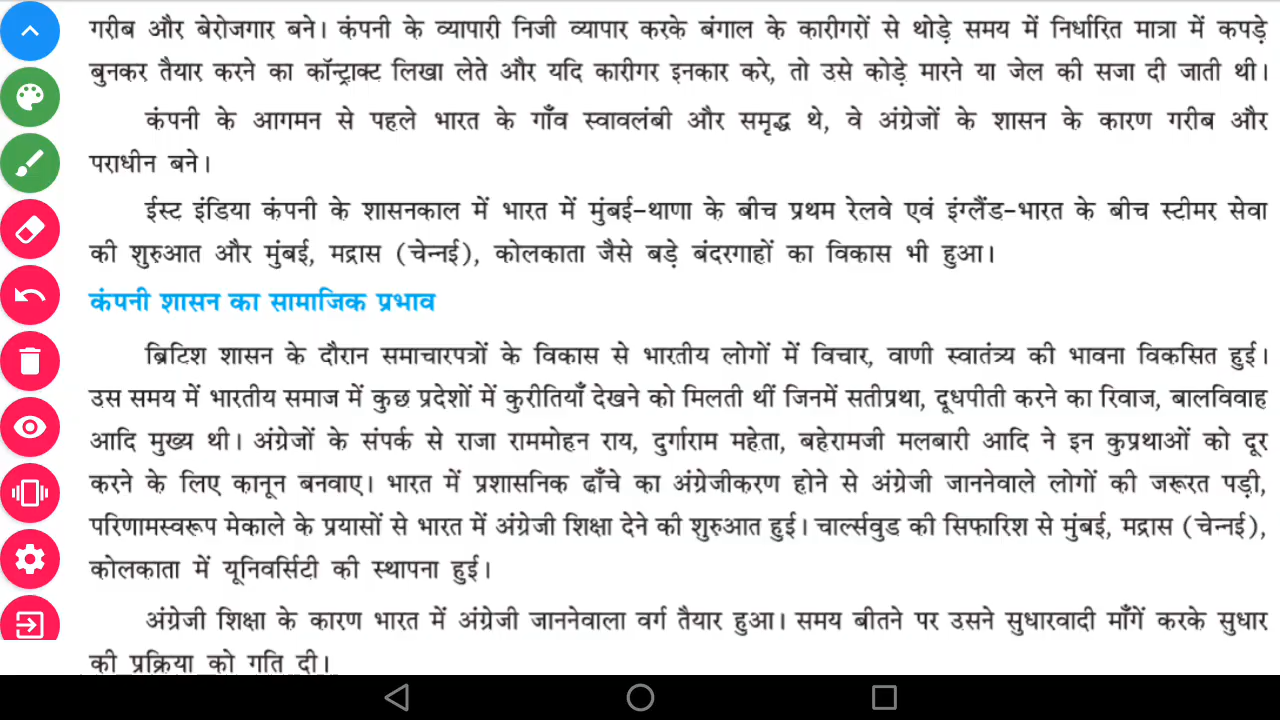 गरीब और बेरोजगार बने। कंपनी के व्यापारी निजी व्यापार करके बंगाल के कारीगरों से थोड़े समय में निर्धारित मात्रा में कपड़े
बुनकर तैयार करने का कॉन्ट्राक्ट लिखा लेते और यदि कारीगर इनकार करे, तो उसे कोड़े मारने या जेल की सजा दी जाती थी।
कंपनी के आगमन से पहले भारत के गाँव स्वावलंबी और समृद्ध थे, वे अंग्रेजों के शासन के कारण गरीब और
पराधीन बने।
ईस्ट इंडिया कंपनी के शासनकाल में भारत में मुंबई-थाणा के बीच प्रथम रेलवे एवं इंग्लैंड-भारत के बीच स्टीमर सेवा
की शुरुआत और मुंबई, मद्रास (चेन्नई), कोलकाता जैसे बड़े बंदरगाहों का विकास भी हुआ।
कंपनी शासन का सामाजिक प्रभाव
ब्रिटिश शासन के दौरान समाचारपत्रों के विकास से भारतीय लोगों में विचार, वाणी स्वातंत्र्य की भावना विकसित हुई।
उस समय में भारतीय समाज में कुछ प्रदेशों में कुरीतियाँ देखने को मिलती थीं जिनमें सतीप्रथा, दूधपीती करने का रिवाज, बालविवाह
आदि मुख्य थी। अंग्रेजों के संपर्क से राजा राममोहन राय, दुर्गाराम महेता, बहेरामजी मलबारी आदि ने इन कुप्रथाओं को दूर
करने के लिए कानून बनवाए। भारत में प्रशासनिक ढाँचे का अंग्रेजीकरण होने से अंग्रेजी जाननेवाले लोगों की जरूरत पड़ी,
परिणामस्वरूप मेकाले के प्रयासों से भारत में अंग्रेजी शिक्षा देने की शुरुआत हुई। चार्ल्सवुड की सिफारिश से मुंबई, मद्रास (चेन्नई),
कोलकाता में यूनिवर्सिटी की स्थापना हुई।
अंग्रेजी शिक्षा के कारण भारत में अंग्रेजी जाननेवाला वर्ग तैयार हुआ। समय बीतने पर उसने सुधारवादी माँगें करके सुधार
की प्रक्रिया को गति दी।